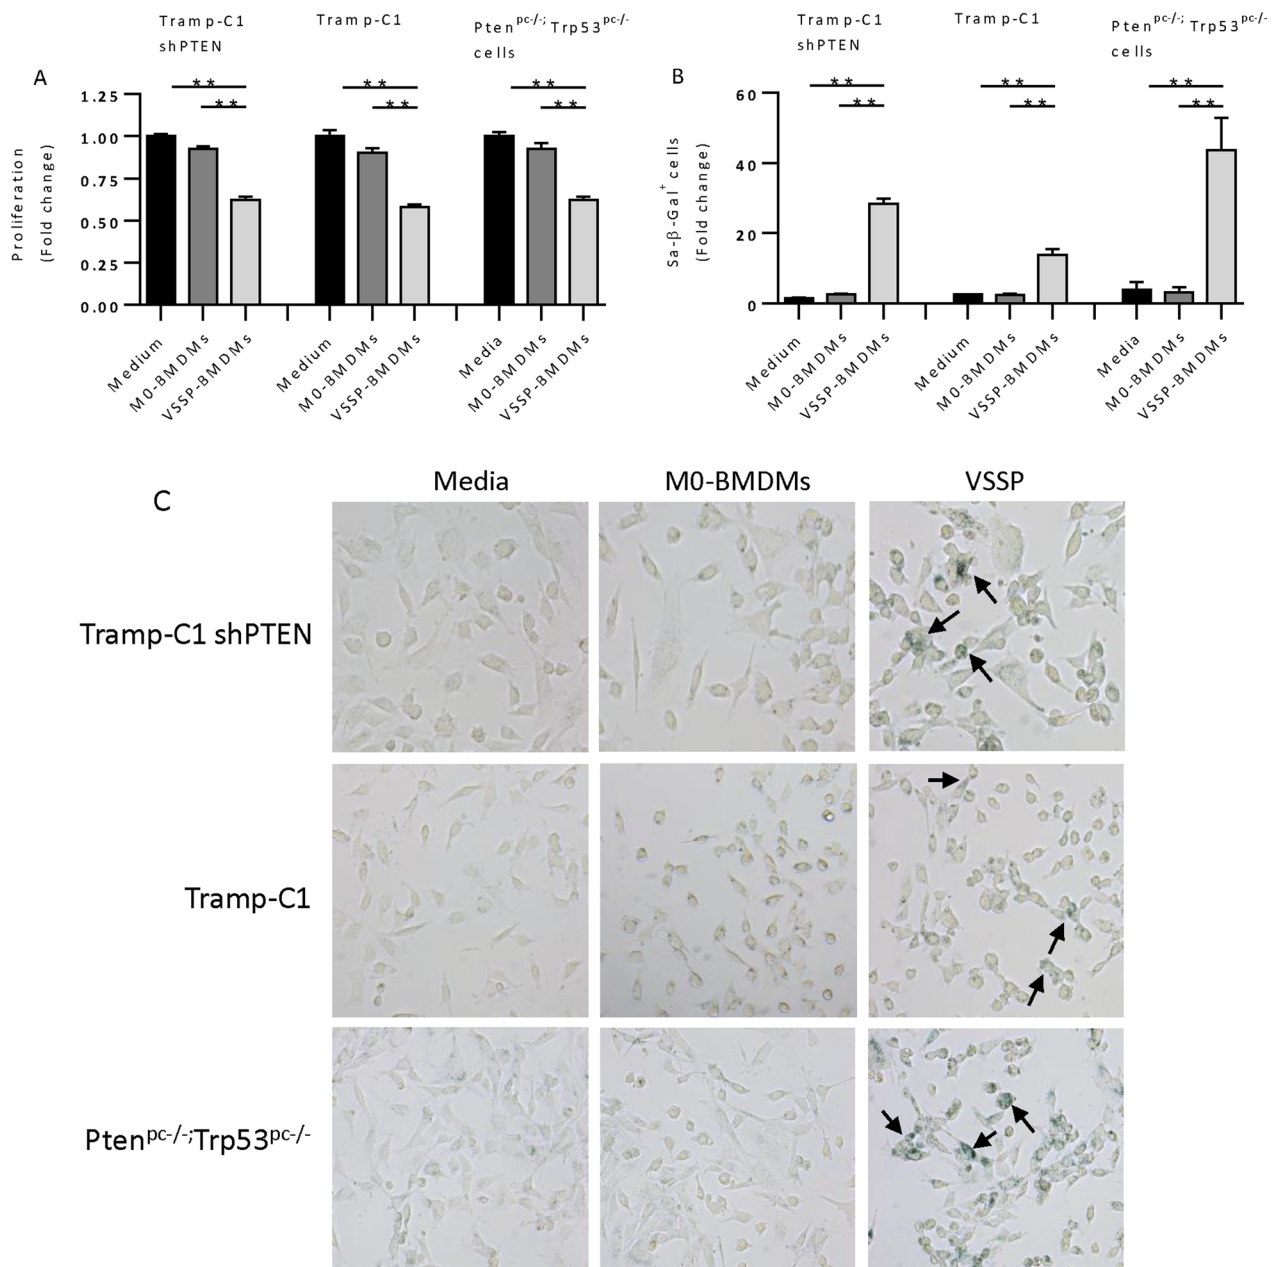 Tramp-C1
shPTEN
Tramp-C1
Pten^pc-/-; Trp53^pc-/-
cells
A
**
**
**
**
**
**
Proliferation
(Fold change)
1.25
1.00
0.75
0.50
0.25
0.00
Medium
M0-BMDMs
VSSP-BMDMs
Medium
M0-BMDMs
VSSP-BMDMs
Media
M0-BMDMs
VSSP-BMDMs
Tramp-C1
shPTEN
Tramp-C1
Pten^pc-/-; Trp53^pc-/-
cells
B
**
**
**
**
**
**
Sa-β-Gal^+ cells
(Fold change)
60
40
20
0
Medium
M0-BMDMs
VSSP-BMDMs
Medium
M0-BMDMs
VSSP-BMDMs
Media
M0-BMDMs
VSSP-BMDMs
C
Media
M0-BMDMs
VSSP
Tramp-C1 shPTEN
Tramp-C1
Pten^pc-/-;Trp53^pc-/-